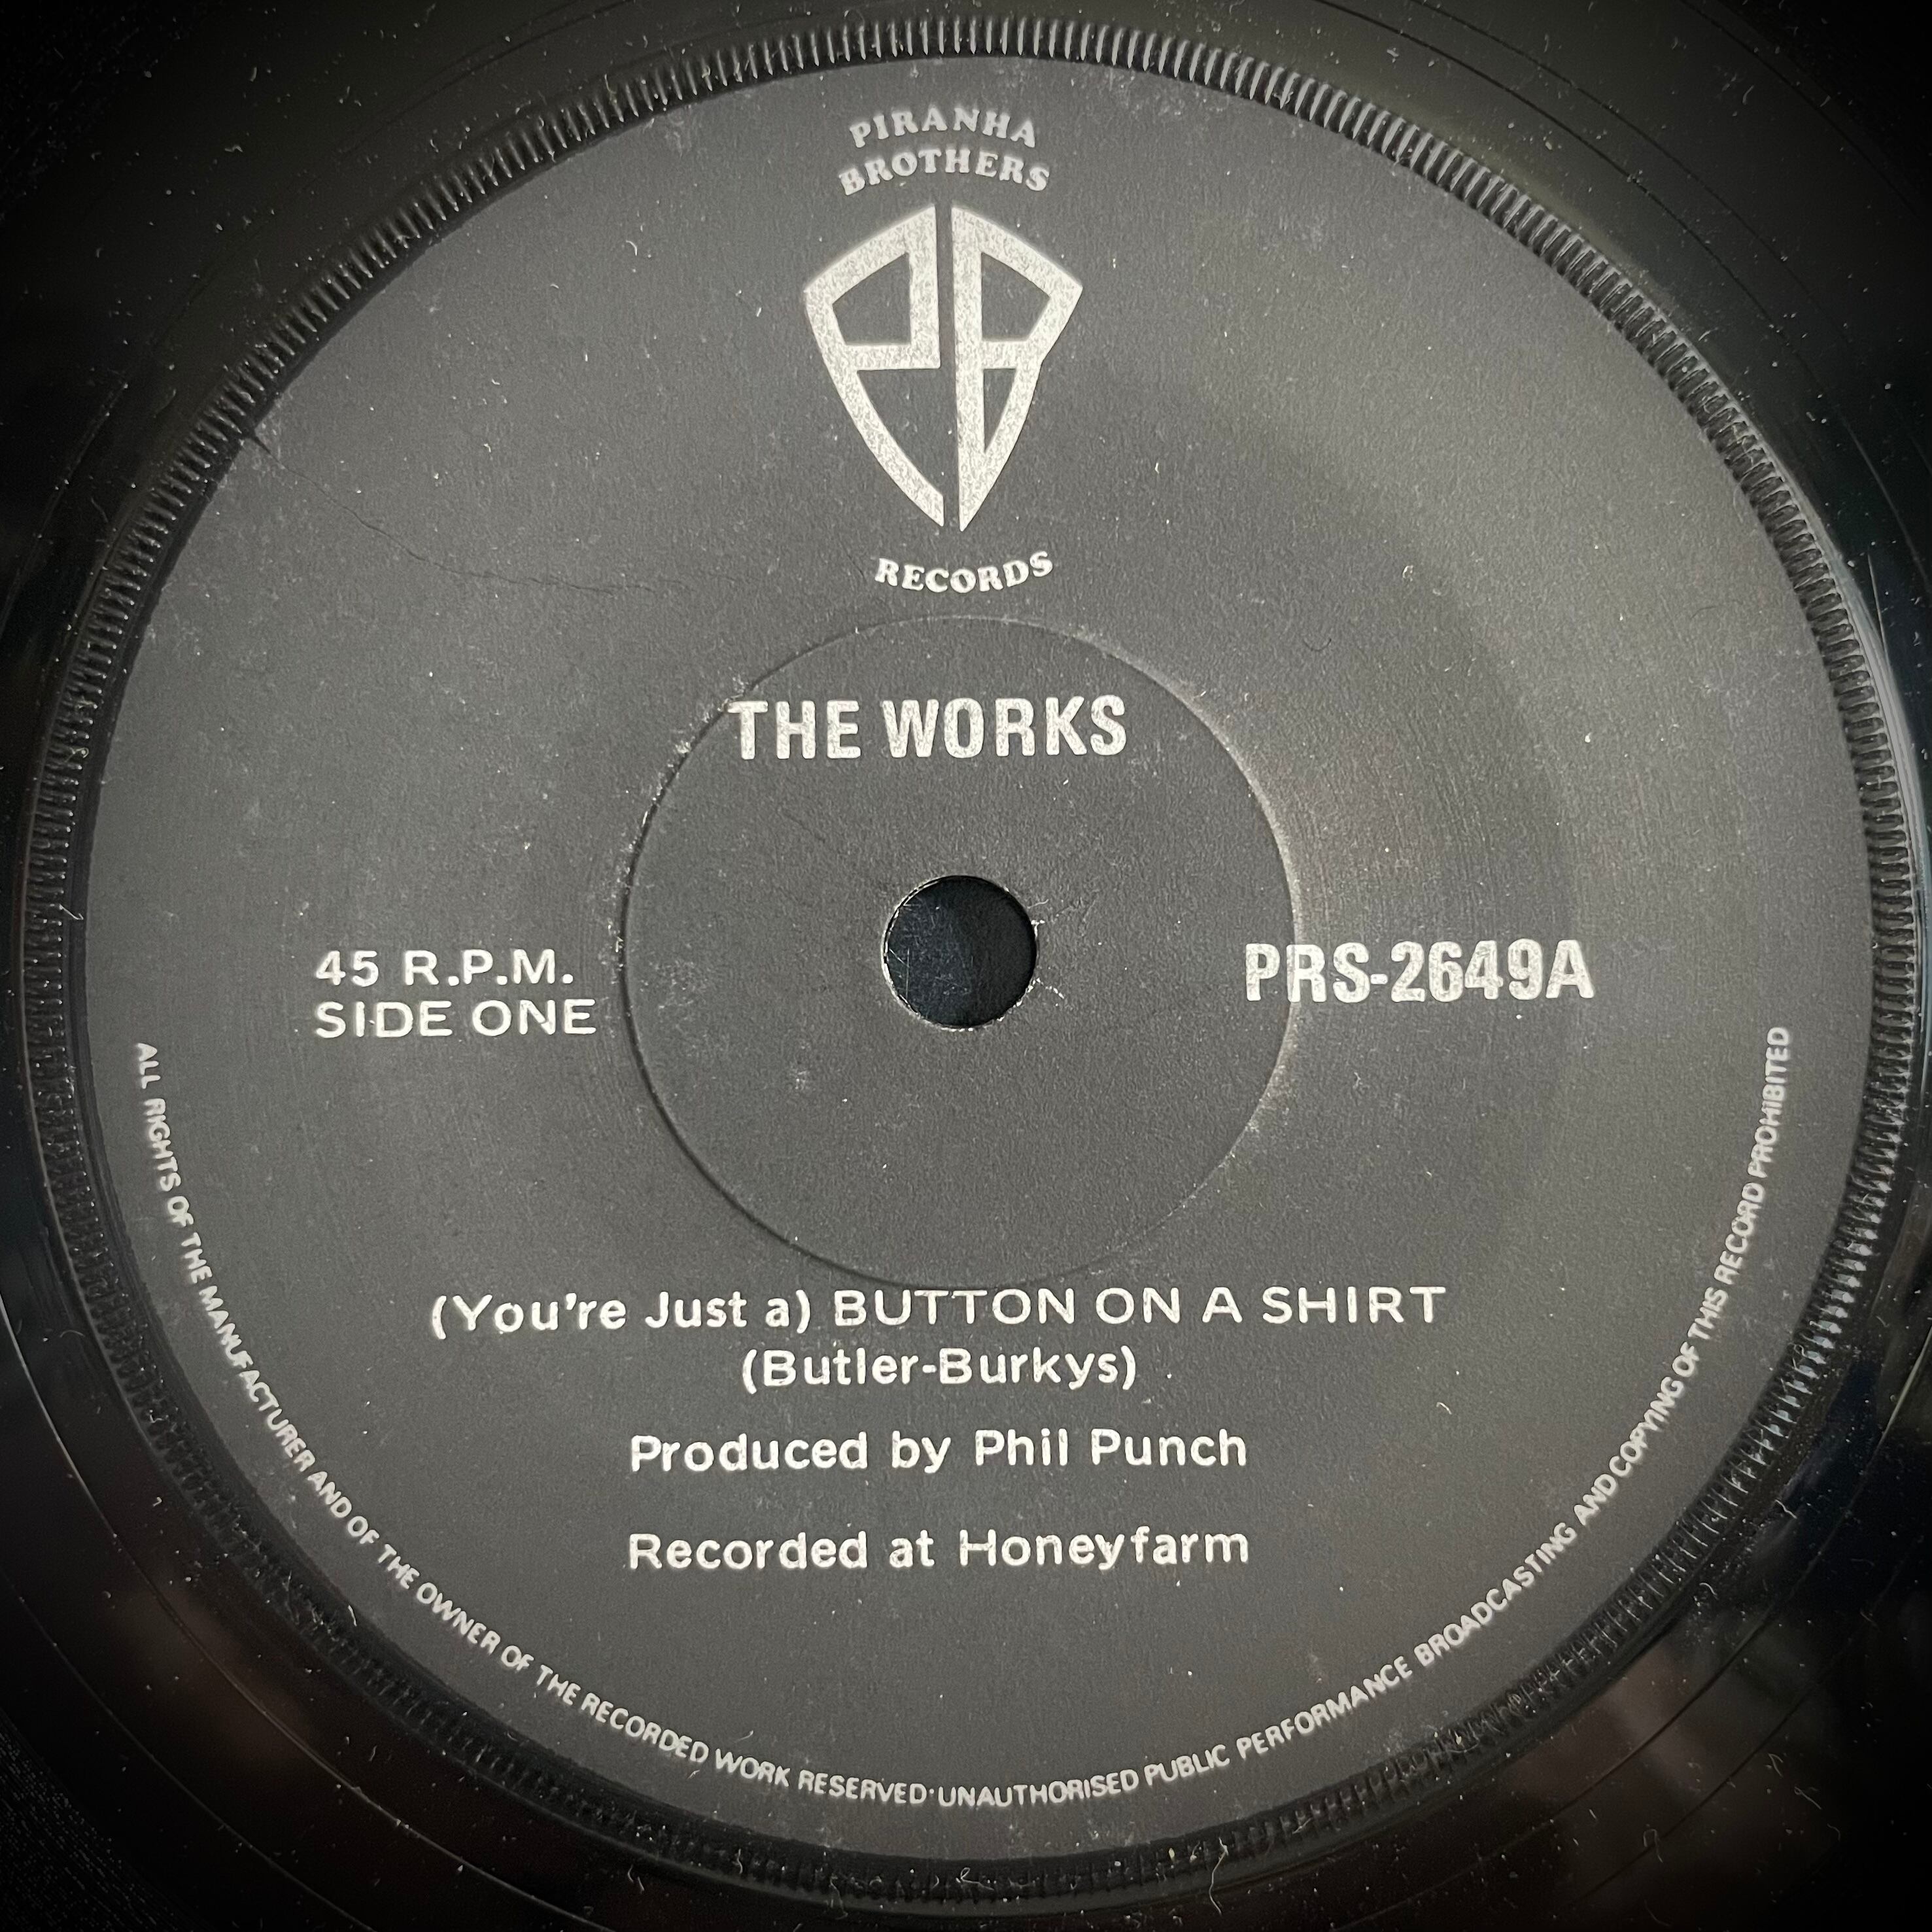 PIRANHA
BROTHERS
PB
RECORDS
THE WORKS
45 R.P.M.
SIDE ONE
PRS-2649A
(You're Just a) BUTTON ON A SHIRT
(Butler-Burkys)
Produced by Phil Punch
Recorded at Honeyfarm
ALL RIGHTS OF THE MANUFACTURER AND OF THE OWNER OF THE RECORDED WORK RESERVED·UNAUTHORISED PUBLIC PERFORMANCE BROADCASTING AND COPYING OF THIS RECORD PROHIBITED